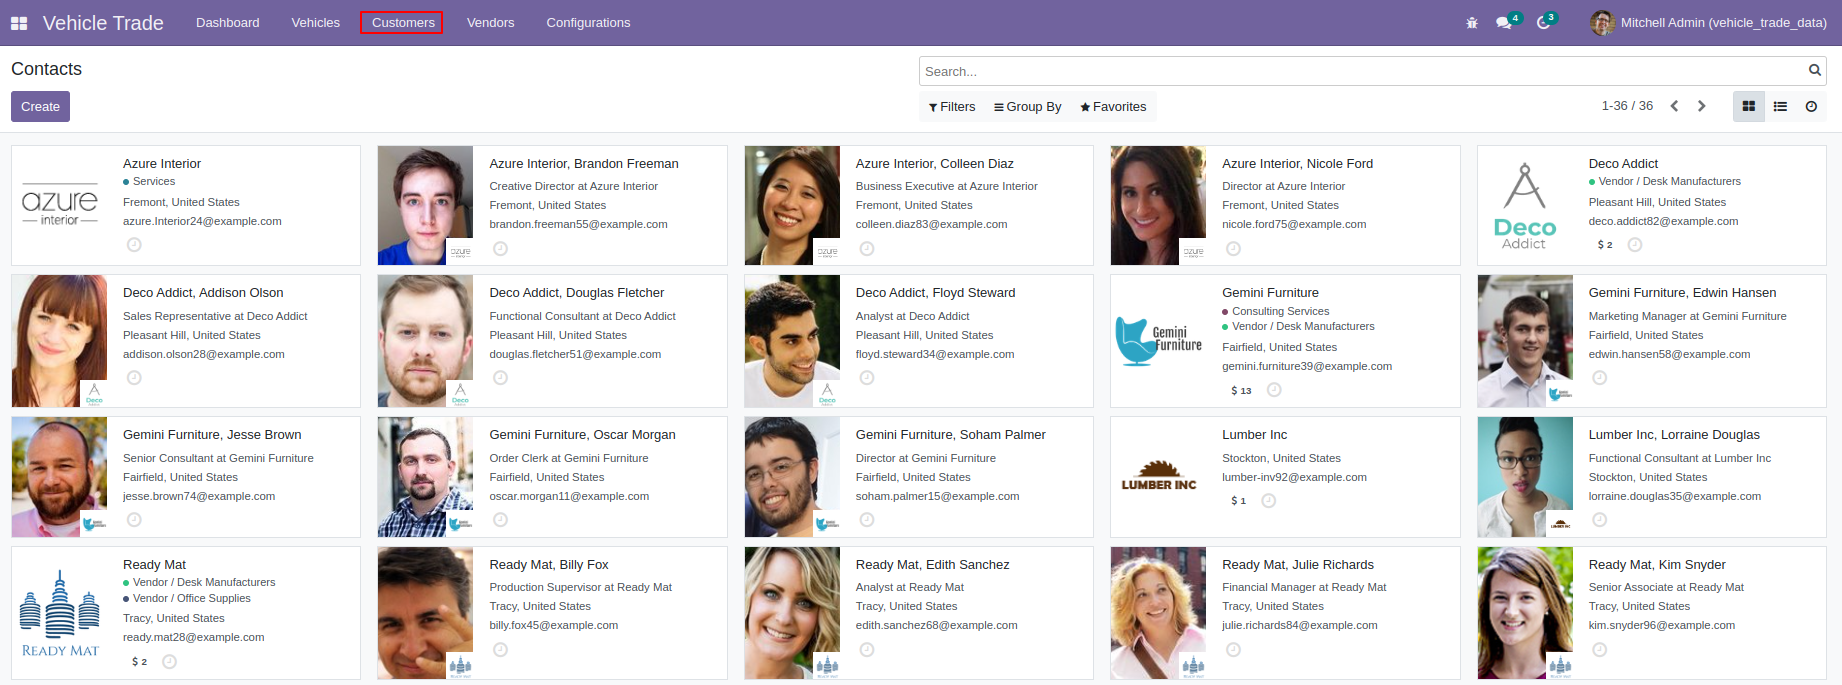 Vehicle Trade Dashboard Vehicles Customers Vendors Configurations 4 3 Mitchell Admin (vehicle_trade_data)
Contacts
Search...
Create
Filters Group By Favorites
1-36 / 36
azure
interior
Azure Interior
Services
Fremont, United States
azure.Interior24@example.com
Azure Interior, Brandon Freeman
Creative Director at Azure Interior
Fremont, United States
brandon.freeman55@example.com
azure
Azure Interior, Colleen Diaz
Business Executive at Azure Interior
Fremont, United States
colleen.diaz83@example.com
azure
Azure Interior, Nicole Ford
Director at Azure Interior
Fremont, United States
nicole.ford75@example.com
azure
Deco
Addict
Deco Addict
Vendor / Desk Manufacturers
Pleasant Hill, United States
deco.addict82@example.com
$ 2
Deco Addict, Addison Olson
Sales Representative at Deco Addict
Pleasant Hill, United States
addison.olson28@example.com
Deco
Deco Addict, Douglas Fletcher
Functional Consultant at Deco Addict
Pleasant Hill, United States
douglas.fletcher51@example.com
Deco
Deco Addict, Floyd Steward
Analyst at Deco Addict
Pleasant Hill, United States
floyd.steward34@example.com
Deco
Gemini
Furniture
Gemini Furniture
Consulting Services
Vendor / Desk Manufacturers
Fairfield, United States
gemini.furniture39@example.com
$ 13
Gemini Furniture, Edwin Hansen
Marketing Manager at Gemini Furniture
Fairfield, United States
edwin.hansen58@example.com
Gemini Furniture, Jesse Brown
Senior Consultant at Gemini Furniture
Fairfield, United States
jesse.brown74@example.com
Gemini Furniture, Oscar Morgan
Order Clerk at Gemini Furniture
Fairfield, United States
oscar.morgan11@example.com
Gemini Furniture, Soham Palmer
Director at Gemini Furniture
Fairfield, United States
soham.palmer15@example.com
LUMBER INC
Lumber Inc
Stockton, United States
lumber-inv92@example.com
$ 1
Lumber Inc, Lorraine Douglas
Functional Consultant at Lumber Inc
Stockton, United States
lorraine.douglas35@example.com
LUMBER INC
READY MAT
Ready Mat
Vendor / Desk Manufacturers
Vendor / Office Supplies
Tracy, United States
ready.mat28@example.com
$ 2
Ready Mat, Billy Fox
Production Supervisor at Ready Mat
Tracy, United States
billy.fox45@example.com
READY MAT
Ready Mat, Edith Sanchez
Analyst at Ready Mat
Tracy, United States
edith.sanchez68@example.com
READY MAT
Ready Mat, Julie Richards
Financial Manager at Ready Mat
Tracy, United States
julie.richards84@example.com
READY MAT
Ready Mat, Kim Snyder
Senior Associate at Ready Mat
Tracy, United States
kim.snyder96@example.com
READY MAT